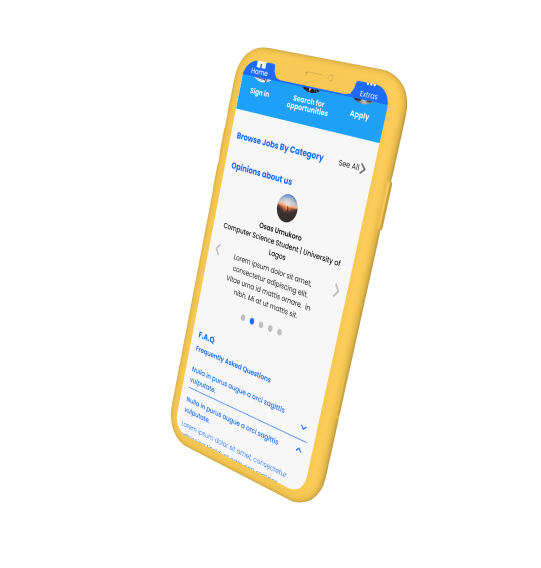 Home
Extras
Sign in
Search for
opportunities
Apply
Browse Jobs By Category
See All
Opinions about us
Osas Umukoro
Computer Science Student | University of
Lagos
Lorem ipsum dolor sit amet,
consectetur adipiscing elit.
Vitae urna id mattis ornare. In
nibh. Mi at ut mattis sit.
F.A.Q
Frequently Asked Questions
Nulla in purus augue a orci sagittis
vulputate.
Nulla in purus augue a orci sagittis
vulputate.
Lorem ipsum dolor sit amet, consectetur